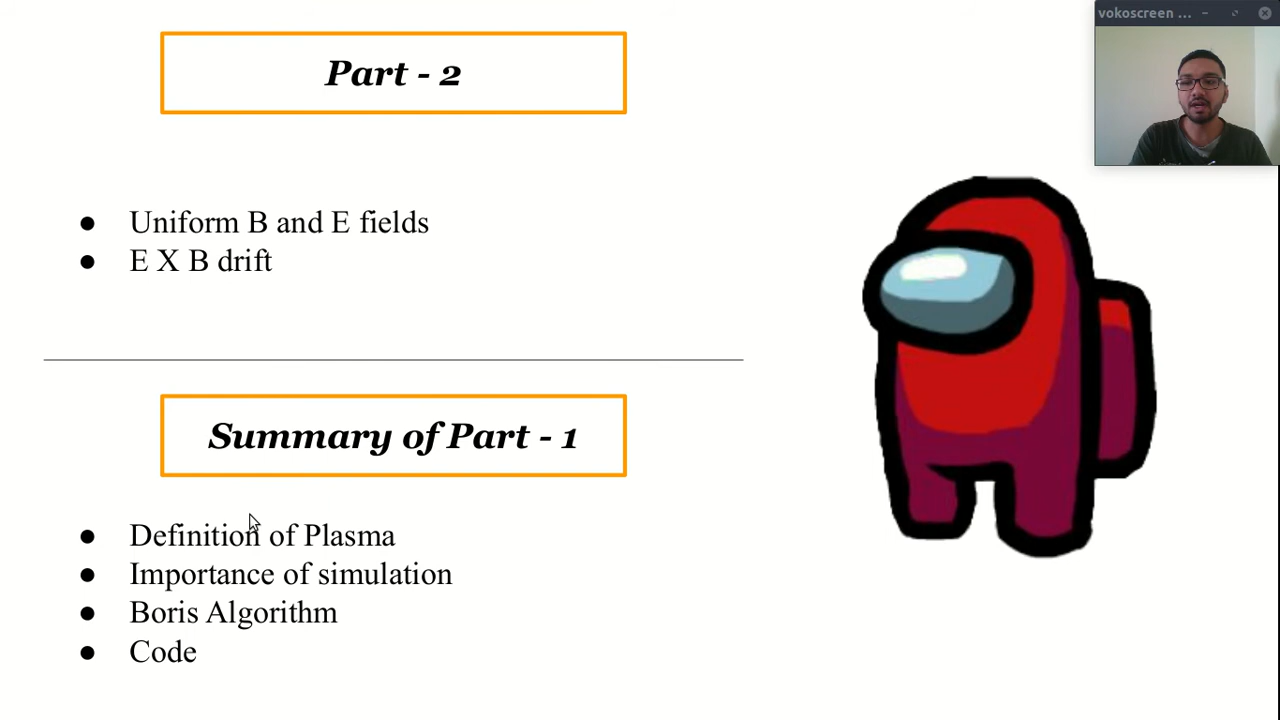 vokoscreen ...
Part - 2
● Uniform B and E fields
● E X B drift
Summary of Part - 1
● Definition of Plasma
● Importance of simulation
● Boris Algorithm
● Code